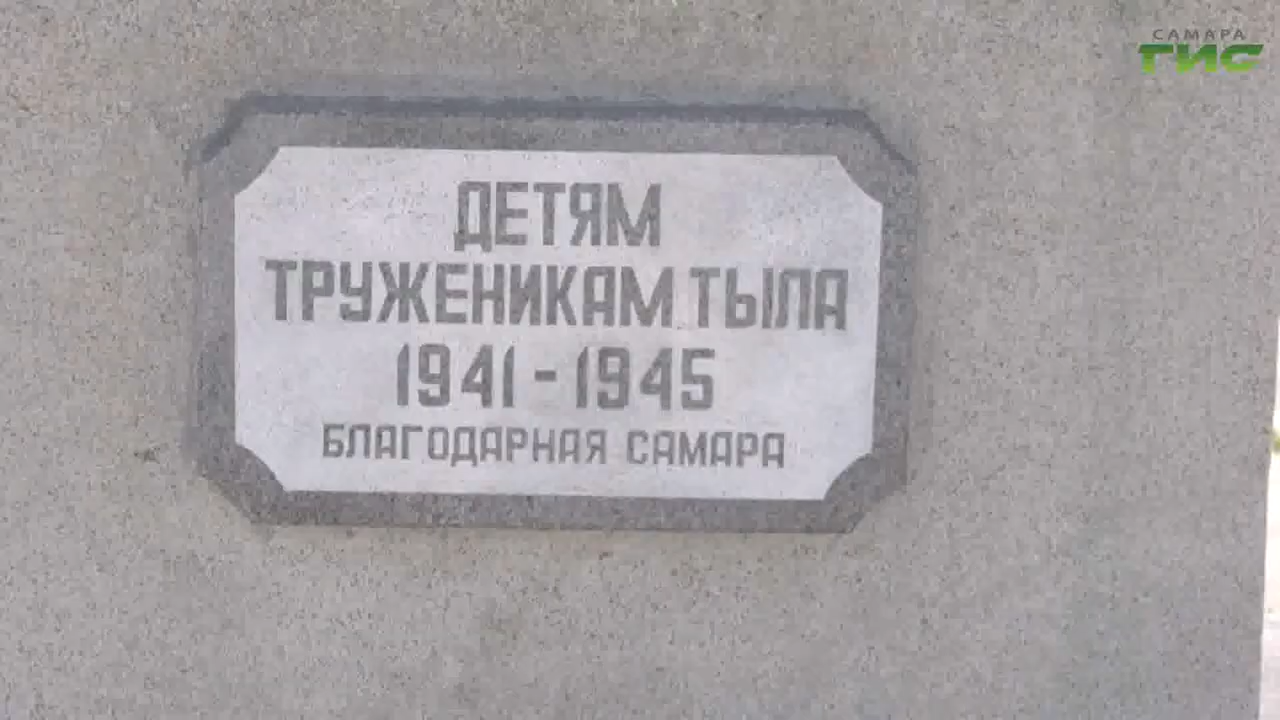 САМАРА
ГИС
ДЕТЯМ
ТРУЖЕНИКАМ ТЫЛА
1941-1945
БЛАГОДАРНАЯ САМАРА